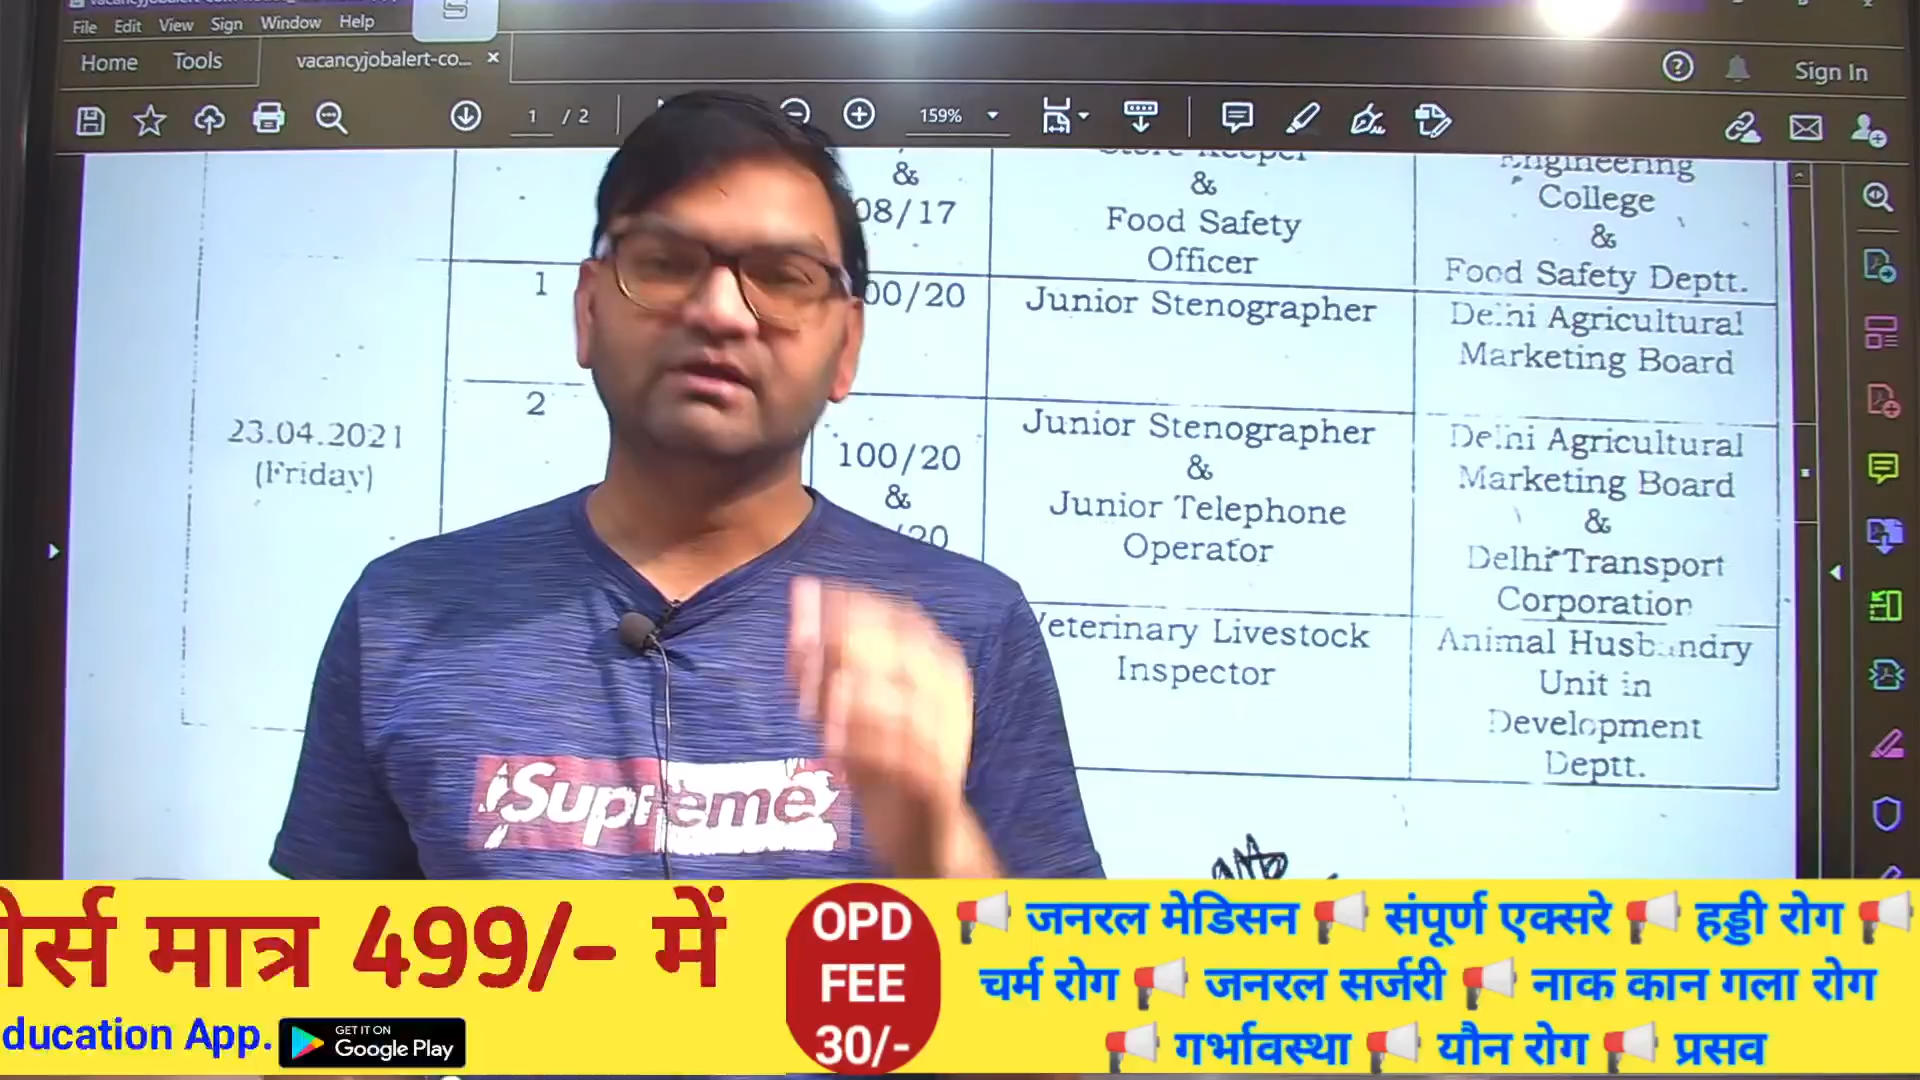 File Edit View Sign Window Help
Home Tools vacancyjobalert-co... ×
Sign In
1 / 2
159%
Engineering
&
College
08/17
&
Food Safety
&
Officer
Food Safety Deptt.
1
00/20
Junior Stenographer
Delhi Agricultural
Marketing Board
23.04.2021
(Friday)
2
100/20
&
/20
Junior Stenographer
&
Junior Telephone
Operator
Delhi Agricultural
Marketing Board
&
Delhi Transport
Corporation
Veterinary Livestock
Inspector
Animal Husbandry
Unit in
Development
Deptt.
Supreme
ोर्स मात्र 499/- में
ducation App.
GET IT ON
Google Play
OPD
FEE
30/-
जनरल मेडिसन संपूर्ण एक्सरे हड्डी रोग
चर्म रोग जनरल सर्जरी नाक कान गला रोग
गर्भावस्था यौन रोग प्रसव